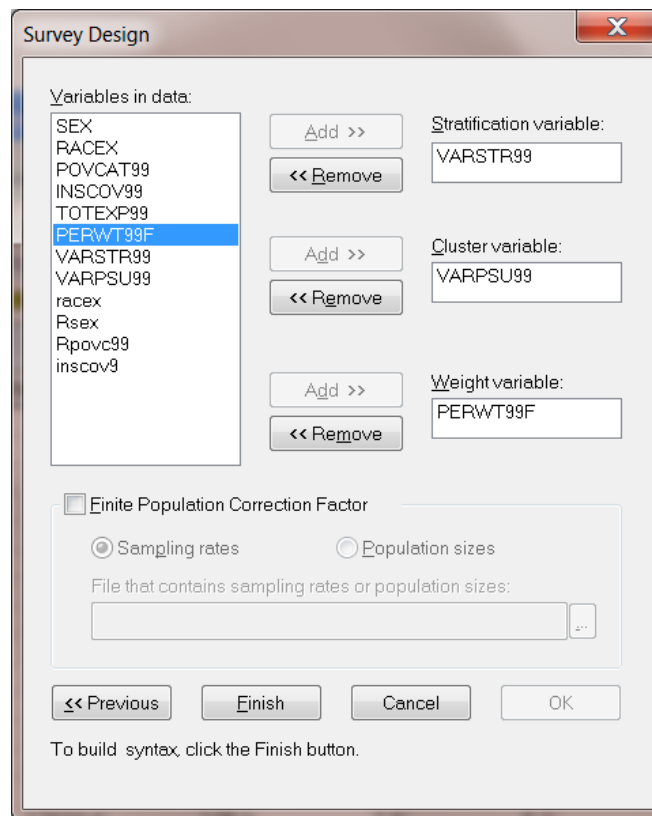 Survey Design
X
Variables in data:
SEX
RACEX
POVCAT99
INSCOV99
TOTEXP99
PERWT99F
VARSTR99
VARPSU99
racex
Rsex
Rpovc99
inscov9
Add >>
<< Remove
Stratification variable:
VARSTR99
Add >>
<< Remove
Cluster variable:
VARPSU99
Add >>
<< Remove
Weight variable:
PERWT99F
Finite Population Correction Factor
Sampling rates
Population sizes
File that contains sampling rates or population sizes:
...
<< Previous
Finish
Cancel
OK
To build syntax, click the Finish button.